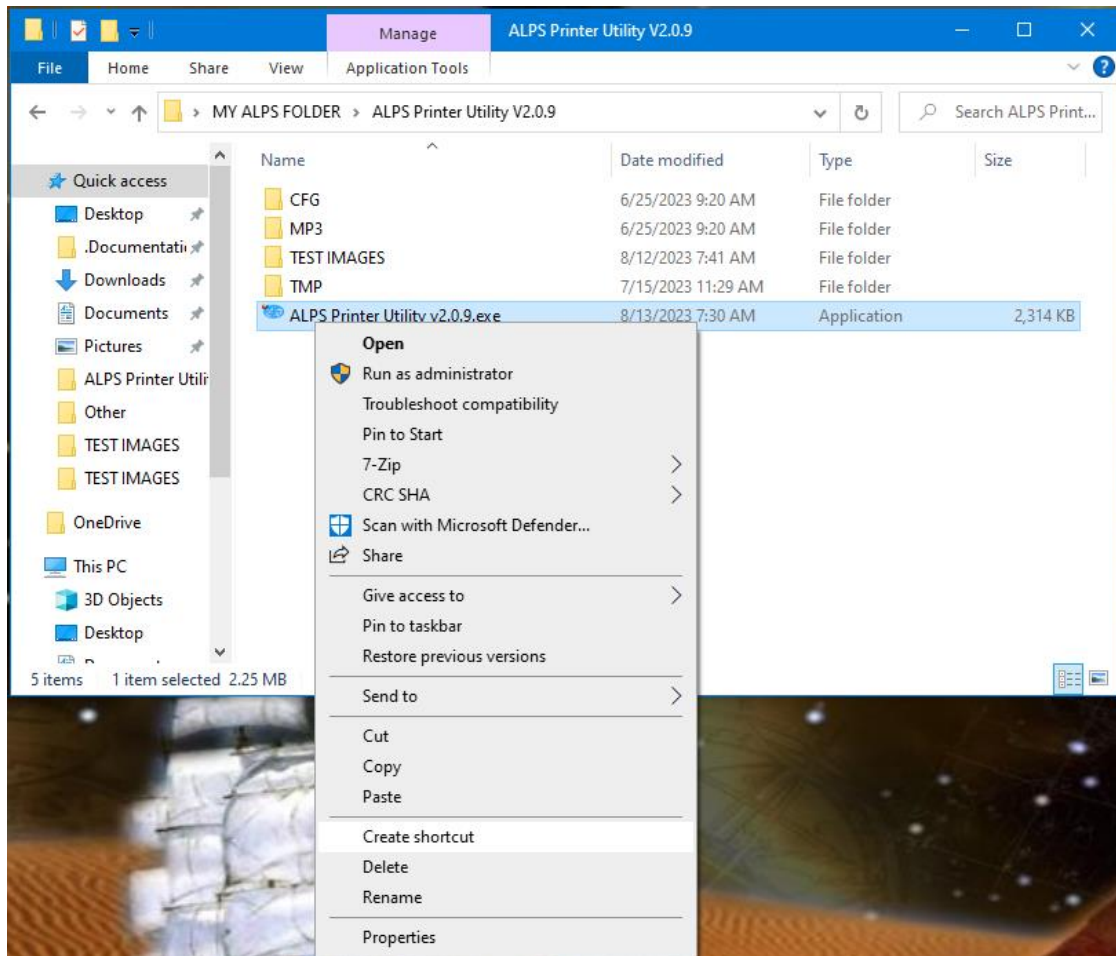 Manage
ALPS Printer Utility V2.0.9
File Home Share View Application Tools
MY ALPS FOLDER > ALPS Printer Utility V2.0.9
Search ALPS Print...
Name Date modified Type Size
Quick access
Desktop
.Documentati
Downloads
Documents
Pictures
ALPS Printer Utili
Other
TEST IMAGES
TEST IMAGES
OneDrive
This PC
3D Objects
Desktop
CFG 6/25/2023 9:20 AM File folder
MP3 6/25/2023 9:20 AM File folder
TEST IMAGES 8/12/2023 7:41 AM File folder
TMP 7/15/2023 11:29 AM File folder
ALPS Printer Utility v2.0.9.exe 8/13/2023 7:30 AM Application 2,314 KB
Open
Run as administrator
Troubleshoot compatibility
Pin to Start
7-Zip
CRC SHA
Scan with Microsoft Defender...
Share
Give access to
Pin to taskbar
Restore previous versions
Send to
Cut
Copy
Paste
Create shortcut
Delete
Rename
Properties
5 items 1 item selected 2.25 MB